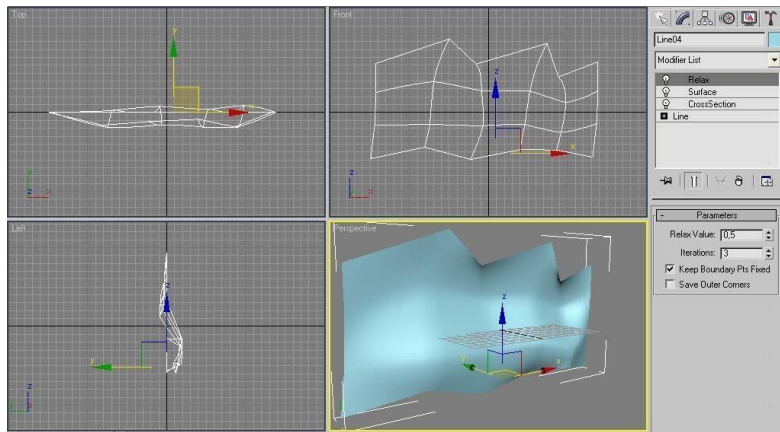 Top
Front
Left
Perspective
z
y
x
Line04
Modifier List
Relax
Surface
CrossSection
Line
Parameters
Relax Value: 0,5
Iterations: 3
Keep Boundary Pts Fixed
Save Outer Corners